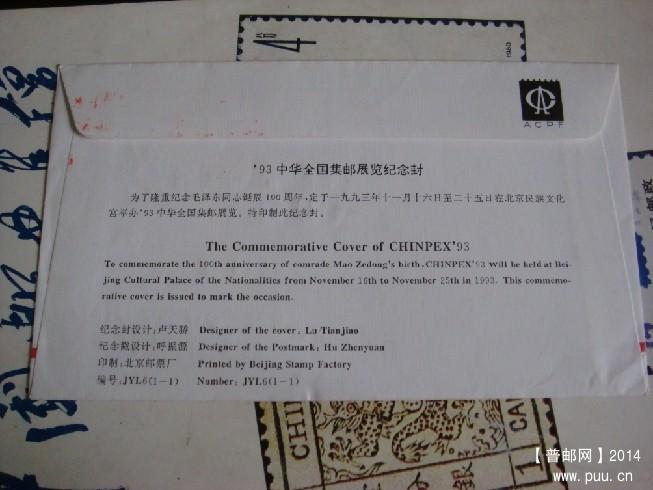 4
1983
ACPF
'93中华全国集邮展览纪念封
为了隆重纪念毛泽东同志诞辰100周年,定于一九九三年十一月十六日至二十五日在北京民族文化
宫举办'93中华全国集邮展览。特印制此纪念封。
The Commemorative Cover of CHINPEX'93
To commemorate the 100th anniversary of comrade Mao Zedong's birth, CHINPEX'93 will be held at Bei-
jing Cultural Palace of the Nationalities from November 16th to November 25th in 1993. This commemo-
rative cover is issued to mark the occasion.
纪念封设计:卢天骄 Designer of the cover: Lu Tianjiao
纪念戳设计:呼振源 Designer of the Postmark: Hu Zhenyuan
印制:北京邮票厂 Printed by Beijing Stamp Factory
编号:JYL6(1-1) Number: JYL6(1-1)
CHIN
银
1
CAN
【普邮网】2014
www.puu.cn